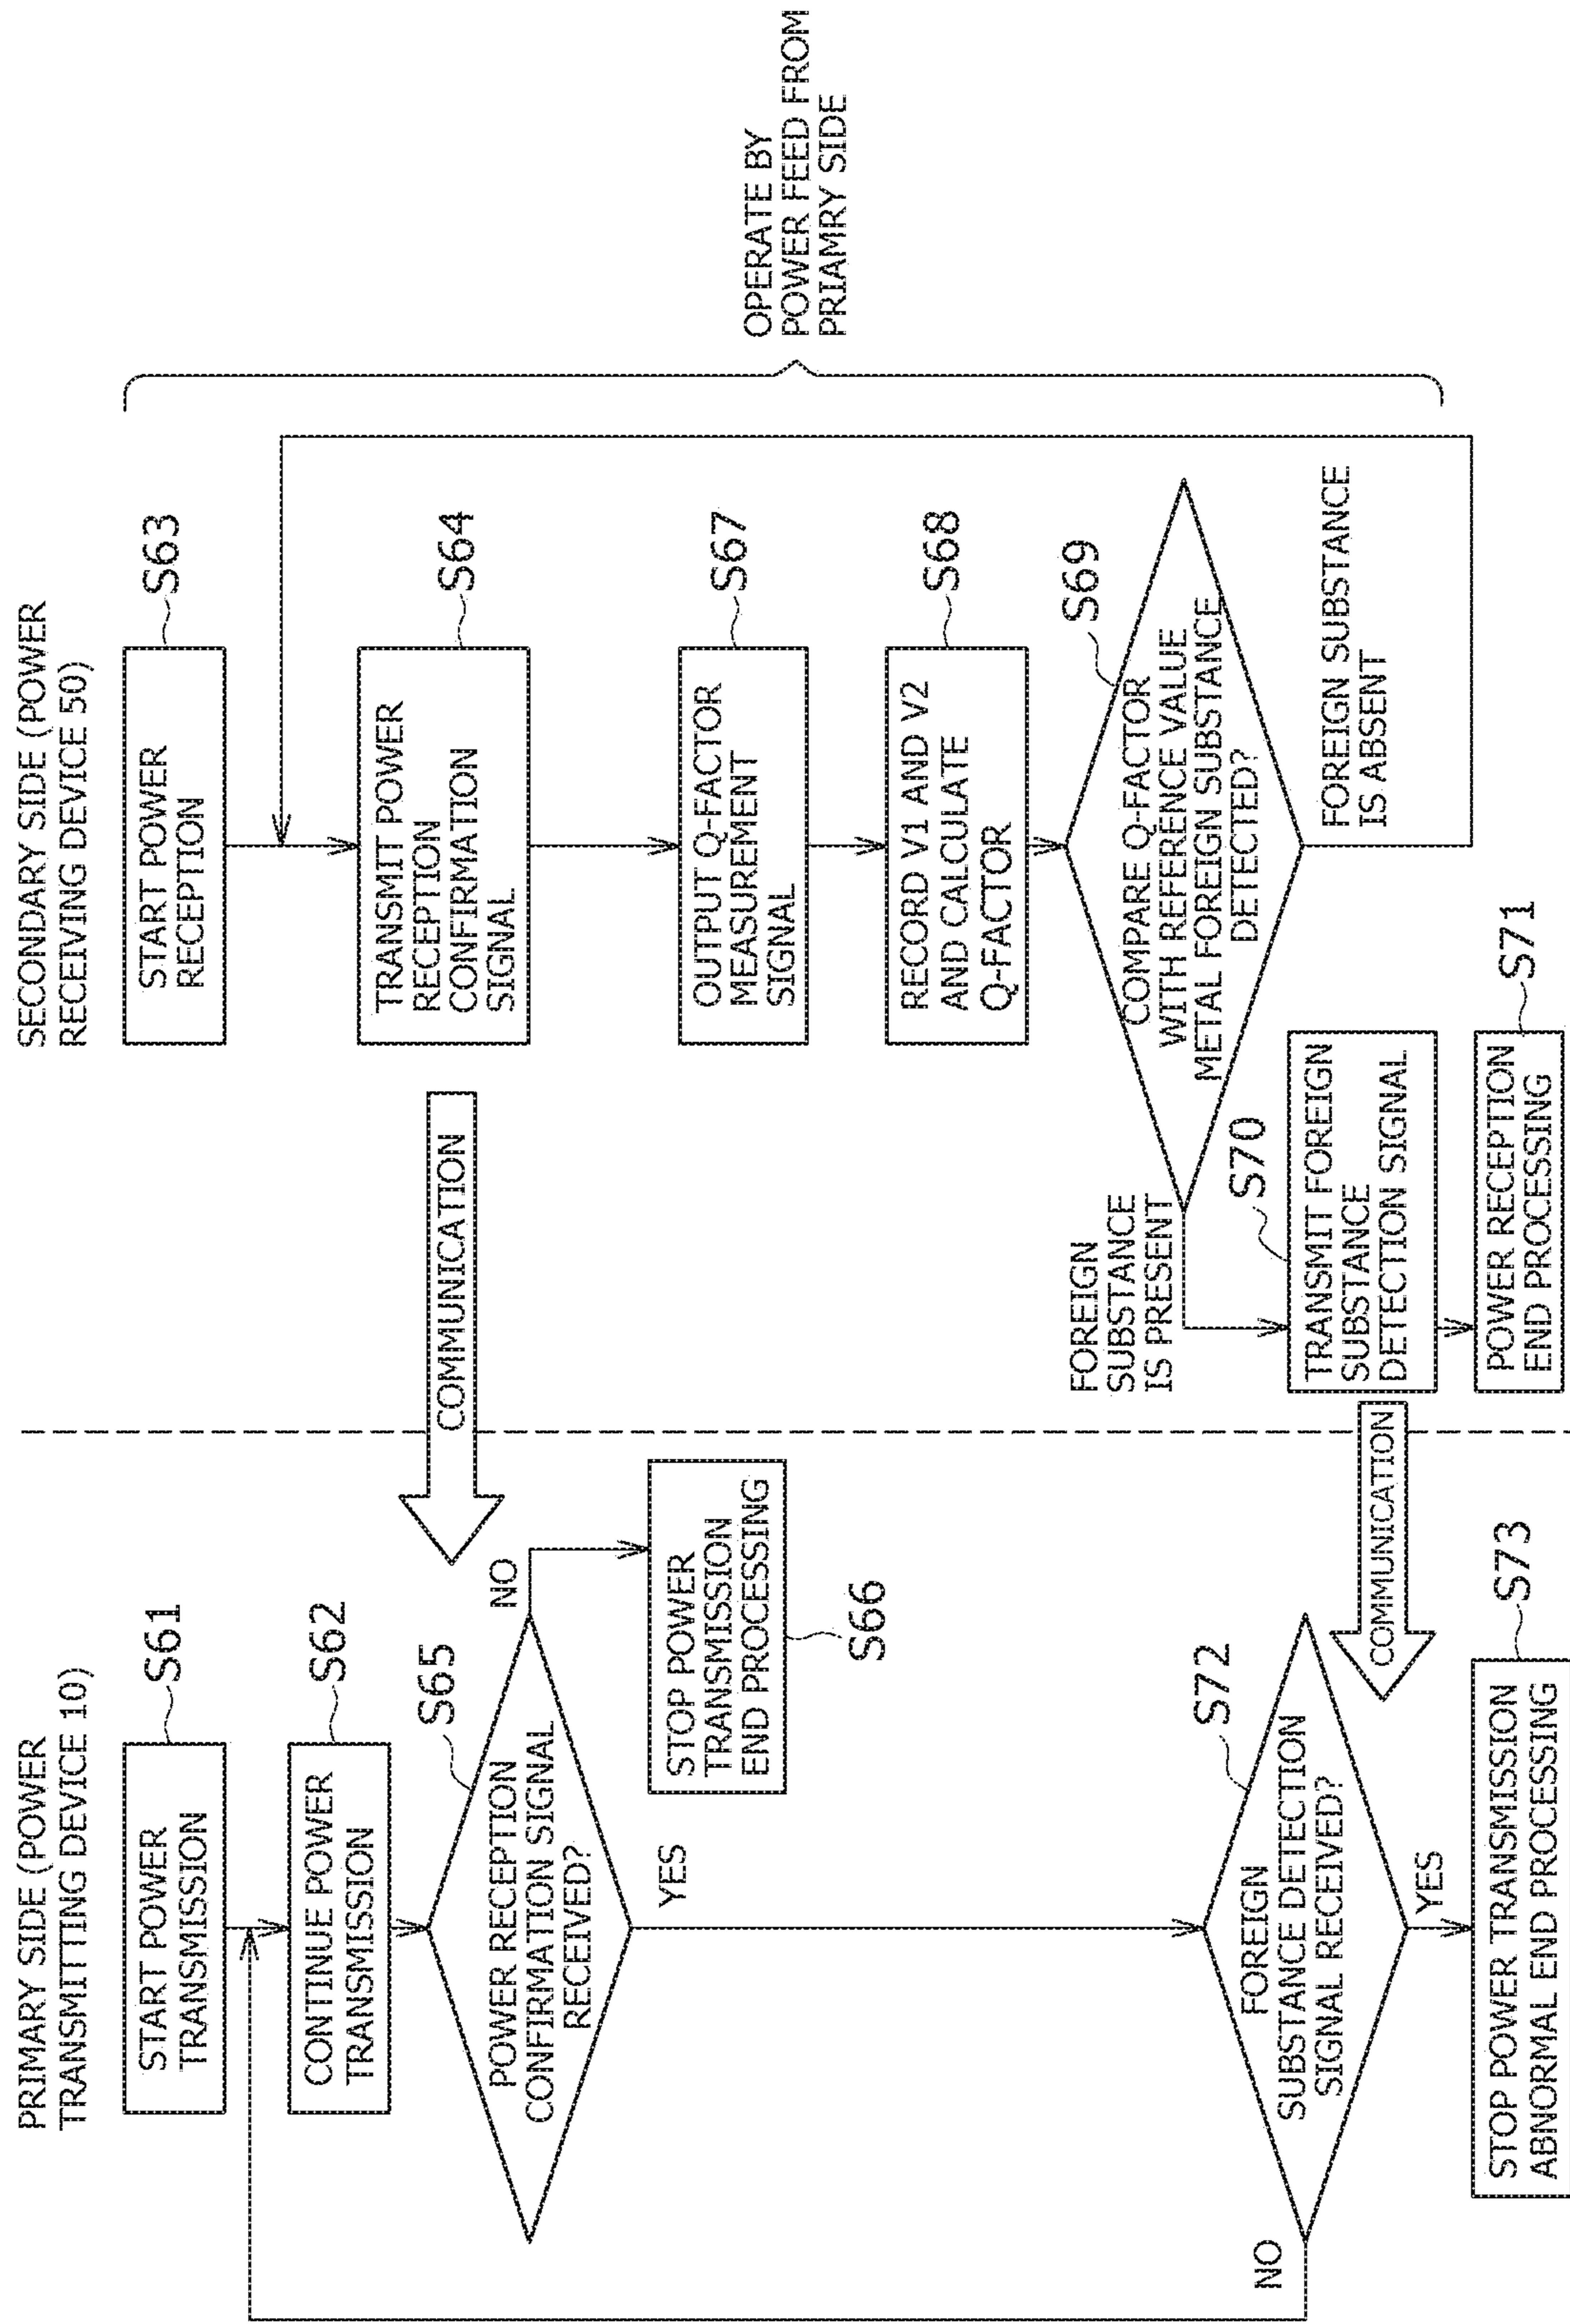 PRIMARY SIDE (POWER
TRANSMITTING DEVICE 10)
START POWER
TRANSMISSION
S61
CONTINUE POWER
TRANSMISSION
S62
POWER RECEPTION
CONFIRMATION SIGNAL
RECEIVED?
S65
NO
YES
STOP POWER
TRANSMISSION
END PROCESSING
S66
FOREIGN
SUBSTANCE DETECTION
SIGNAL RECEIVED?
S72
NO
YES
STOP POWER TRANSMISSION
ABNORMAL END PROCESSING
S73
COMMUNICATION
COMMUNICATION
SECONDARY SIDE (POWER
RECEIVING DEVICE 50)
START POWER
RECEPTION
S63
TRANSMIT POWER
RECEPTION
CONFIRMATION
SIGNAL
S64
OUTPUT Q-FACTOR
MEASUREMENT
SIGNAL
S67
RECORD V1 AND V2
AND CALCULATE
Q-FACTOR
S68
COMPARE Q-FACTOR
WITH REFERENCE VALUE
METAL FOREIGN SUBSTANCE
DETECTED?
S69
FOREIGN
SUBSTANCE
IS PRESENT
FOREIGN SUBSTANCE
IS ABSENT
TRANSMIT FOREIGN
SUBSTANCE
DETECTION SIGNAL
S70
POWER RECEPTION
END PROCESSING
S71
OPERATE BY
POWER FEED FROM
PRIAMRY SIDE